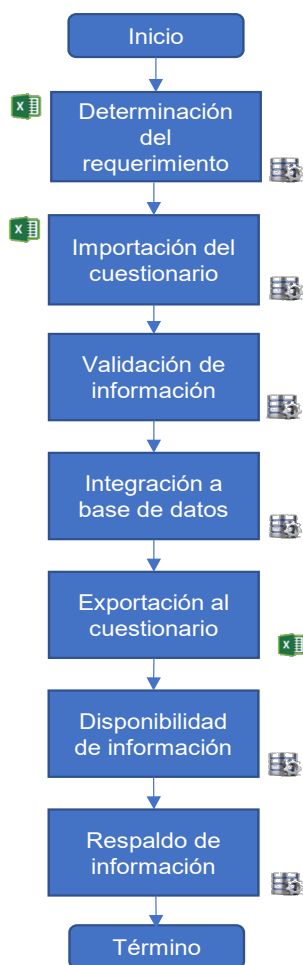 Inicio
Determinación
del
requerimiento
Importación del
cuestionario
Validación de
información
Integración a
base de datos
Exportación al
cuestionario
Disponibilidad
de información
Respaldo de
información
Término